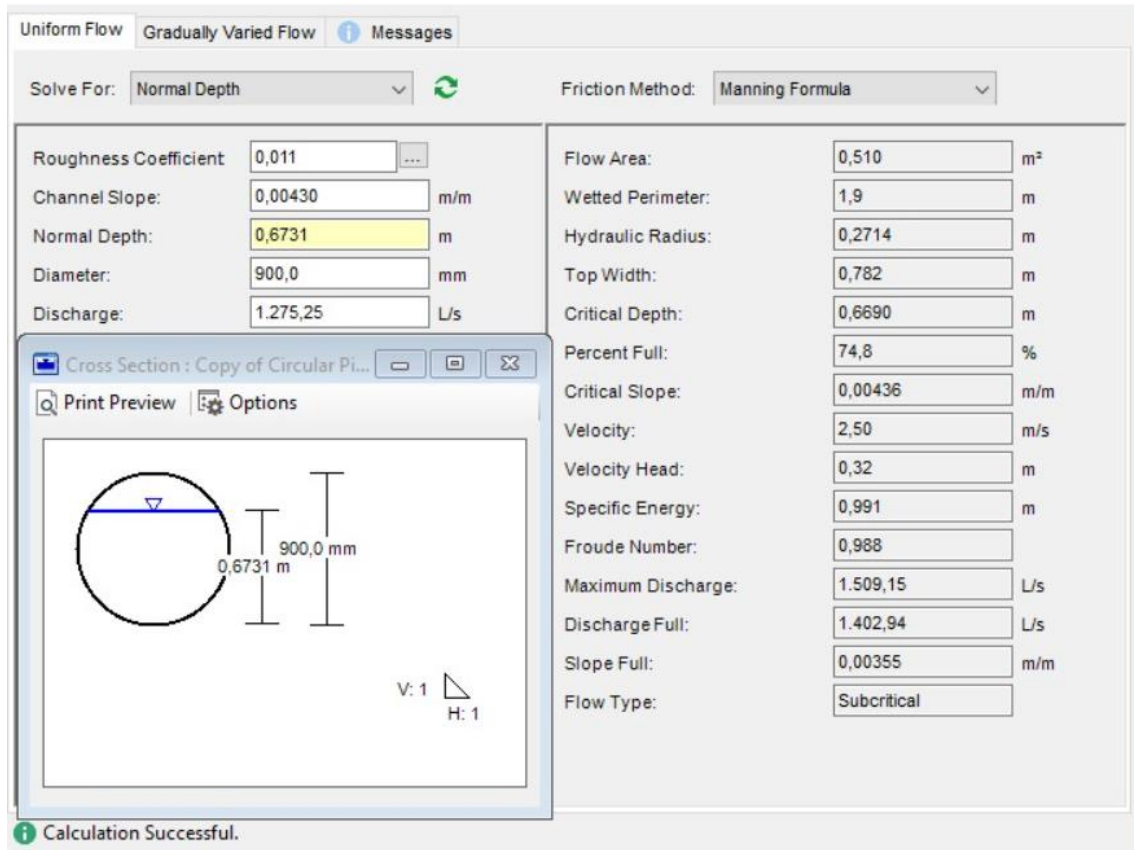 Uniform Flow Gradually Varied Flow Messages
Solve For: Normal Depth Friction Method: Manning Formula
Roughness Coefficient 0,011 ...
Channel Slope: 0,00430 m/m
Normal Depth: 0,6731 m
Diameter: 900,0 mm
Discharge: 1.275,25 L/s
Cross Section : Copy of Circular Pi...
Print Preview Options
900,0 mm
0,6731 m
V: 1
H: 1
Flow Area: 0,510 m²
Wetted Perimeter: 1,9 m
Hydraulic Radius: 0,2714 m
Top Width: 0,782 m
Critical Depth: 0,6690 m
Percent Full: 74,8 %
Critical Slope: 0,00436 m/m
Velocity: 2,50 m/s
Velocity Head: 0,32 m
Specific Energy: 0,991 m
Froude Number: 0,988
Maximum Discharge: 1.509,15 L/s
Discharge Full: 1.402,94 L/s
Slope Full: 0,00355 m/m
Flow Type: Subcritical
Calculation Successful.